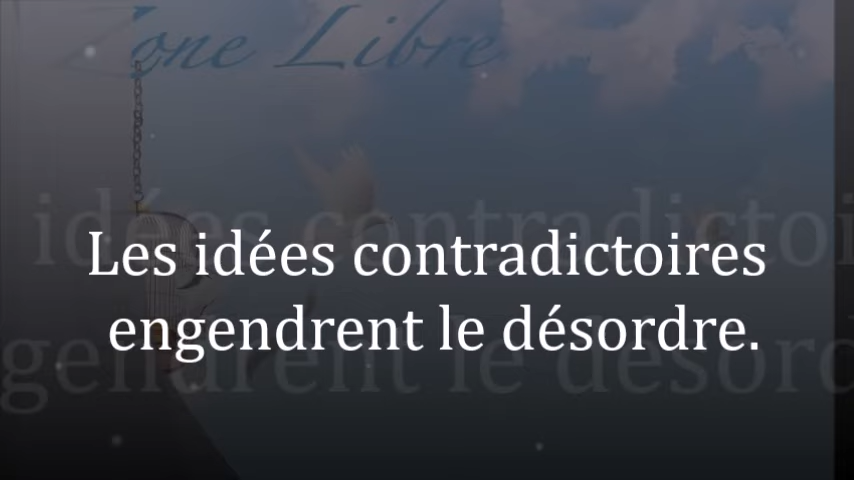 Zone Libre
Les idées contradictoires
engendrent le désordre.